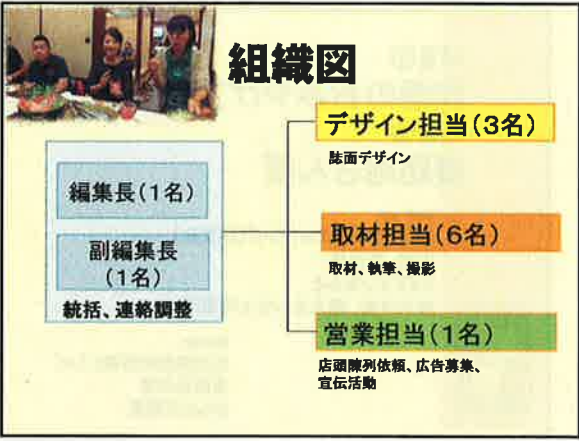 組織図
編集長(1名)
副編集長
(1名)
統括、連絡調整
デザイン担当(3名)
誌面デザイン
取材担当(6名)
取材、執筆、撮影
営業担当(1名)
店頭陳列依頼、広告募集、
宣伝活動